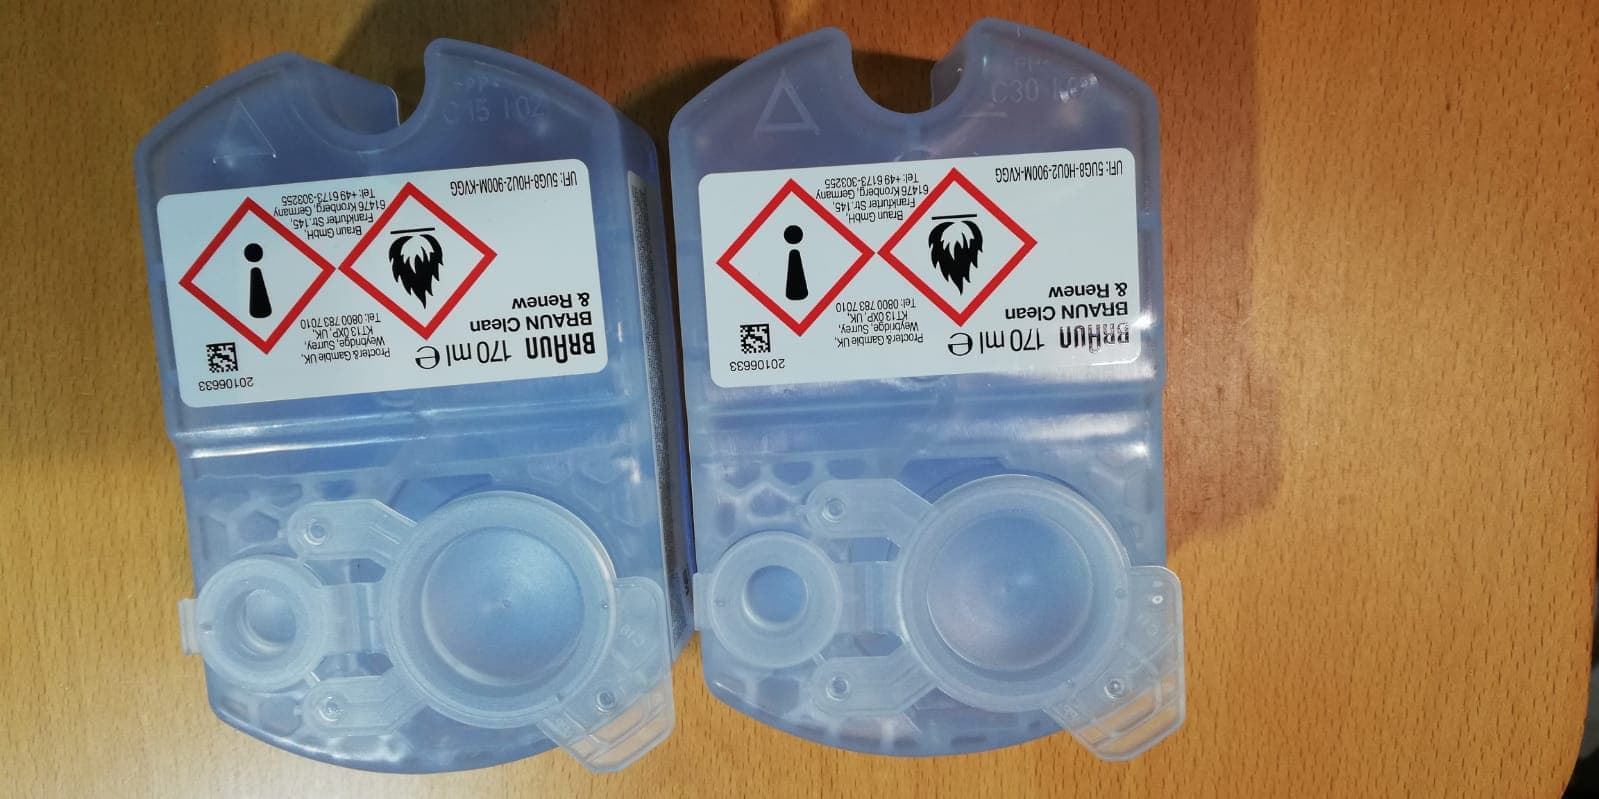 BRAUN 170 ml e
BRAUN Clean
& Renew
UFI: 5UG8-H0U2-900M-KVGG
20106633
Procter & Gamble UK,
Weybridge, Surrey,
KT13 0XP, UK,
Tel: 0800 783 7010
Braun GmbH,
Frankfurter Str. 145,
61476 Kronberg, Germany
Tel: +49 6173-303255
C30
BRAUN 170 ml e
BRAUN Clean
& Renew
UFI: 5UG8-H0U2-900M-KVGG
20106633
Procter & Gamble UK,
Weybridge, Surrey,
KT13 0XP, UK,
Tel: 0800 783 7010
Braun GmbH,
Frankfurter Str. 145,
61476 Kronberg, Germany
Tel: +49 6173-303255
>PP<
C15 102